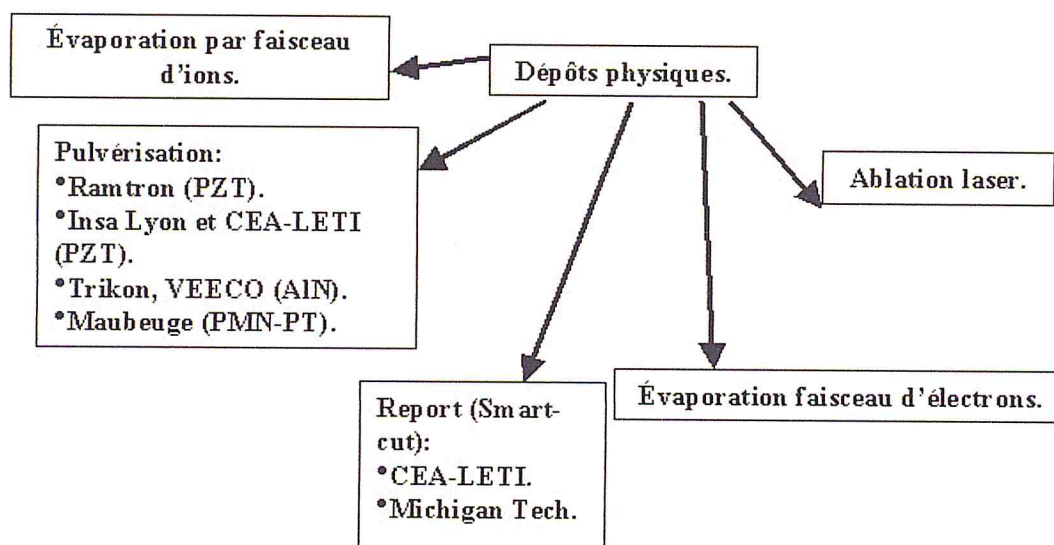 Évaporation par faisceau
d'ions.
Dépôts physiques.
Pulvérisation:
•Ramtron (PZT).
•Insa Lyon et CEA-LETI
(PZT).
•Trikon, VEECO (AlN).
•Maubeuge (PMN-PT).
Ablation laser.
Report (Smart-
cut):
•CEA-LETI.
•Michigan Tech.
Évaporation faisceau d'électrons.